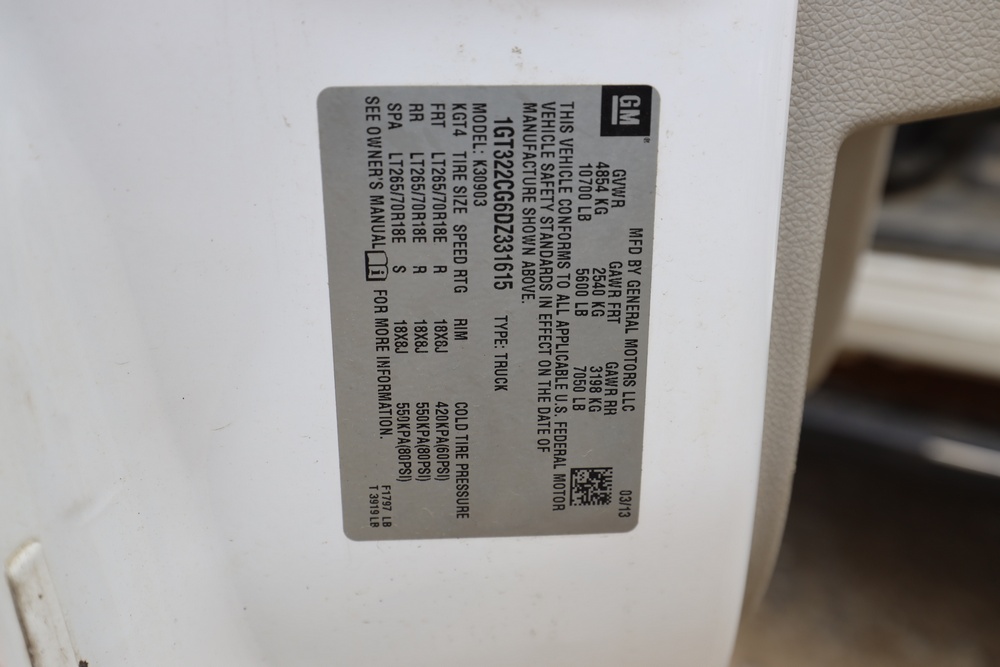 GM®
MFD BY GENERAL MOTORS LLC 03/13
GVWR GAWR FRT GAWR RR
4854 KG 2540 KG 3198 KG
10700 LB 5600 LB 7050 LB
THIS VEHICLE CONFORMS TO ALL APPLICABLE U.S. FEDERAL MOTOR
VEHICLE SAFETY STANDARDS IN EFFECT ON THE DATE OF
MANUFACTURE SHOWN ABOVE.
1GT322CG6DZ331615 TYPE: TRUCK
MODEL: K30903
KGT4 TIRE SIZE SPEED RTG RIM COLD TIRE PRESSURE
FRT LT265/70R18E R 18X8J 420KPA(60PSI)
RR LT265/70R18E R 18X8J 550KPA(80PSI)
SPA LT265/70R18E S 18X8J 550KPA(80PSI)
SEE OWNER'S MANUAL FOR MORE INFORMATION.
F1797 LB
T 3919 LB